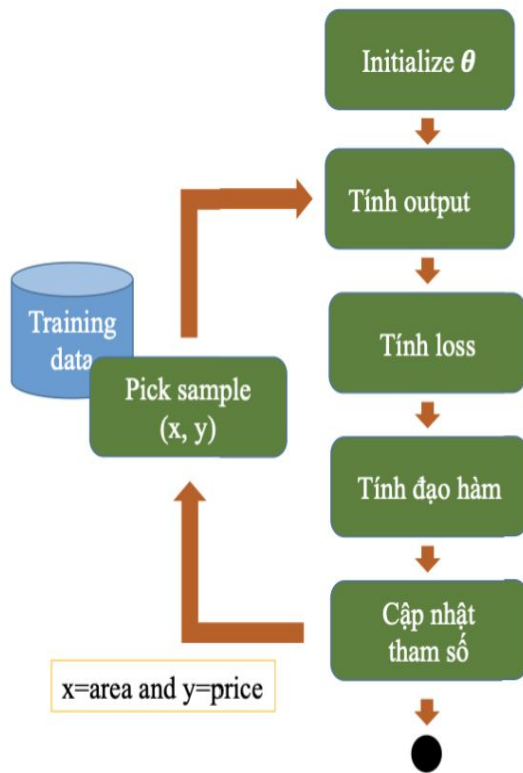 Initialize θ
Tính output
Training
data
Pick sample
(x, y)
Tính loss
Tính đạo hàm
Cập nhật
tham số
x=area and y=price